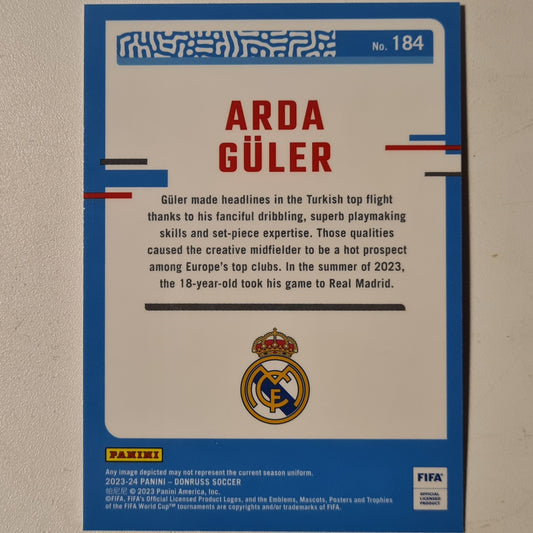 No. 184
ARDA
GÜLER
Güler made headlines in the Turkish top flight
thanks to his fanciful dribbling, superb playmaking
skills and set-piece expertise. Those qualities
caused the creative midfielder to be a hot prospect
among Europe's top clubs. In the summer of 2023,
the 18-year-old took his game to Real Madrid.
PANINI
Any image depicted may not represent the current season uniform.
2023-24 PANINI – DONRUSS SOCCER
帕尼尼 © 2023 Panini America, Inc.
©FIFA, FIFA's Official Licensed Product Logos, and the Emblems, Mascots, Posters and Trophies
of the FIFA World Cup™ tournaments are copyrights and/or trademarks of FIFA.
FIFA®
OFFICIAL
LICENSED
PRODUCT